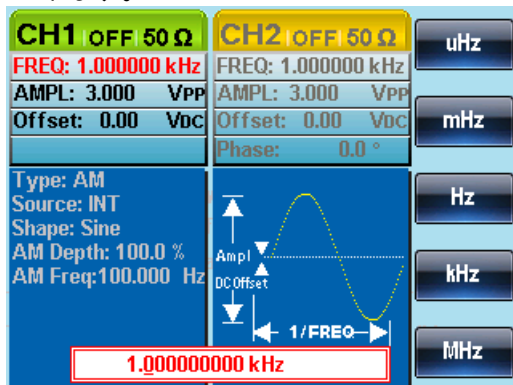 CH1 OFF 50 Ω
FREQ: 1.000000 kHz
AMPL: 3.000 VPP
Offset: 0.00 VDC
CH2 OFF 50 Ω
FREQ: 1.000000 kHz
AMPL: 3.000 VPP
Offset: 0.00 VDC
Phase: 0.0 °
Type: AM
Source: INT
Shape: Sine
AM Depth: 100.0 %
AM Freq:100.000 Hz
Ampl
DC Offset
1/FREQ
1.000000000 kHz
uHz
mHz
Hz
kHz
MHz